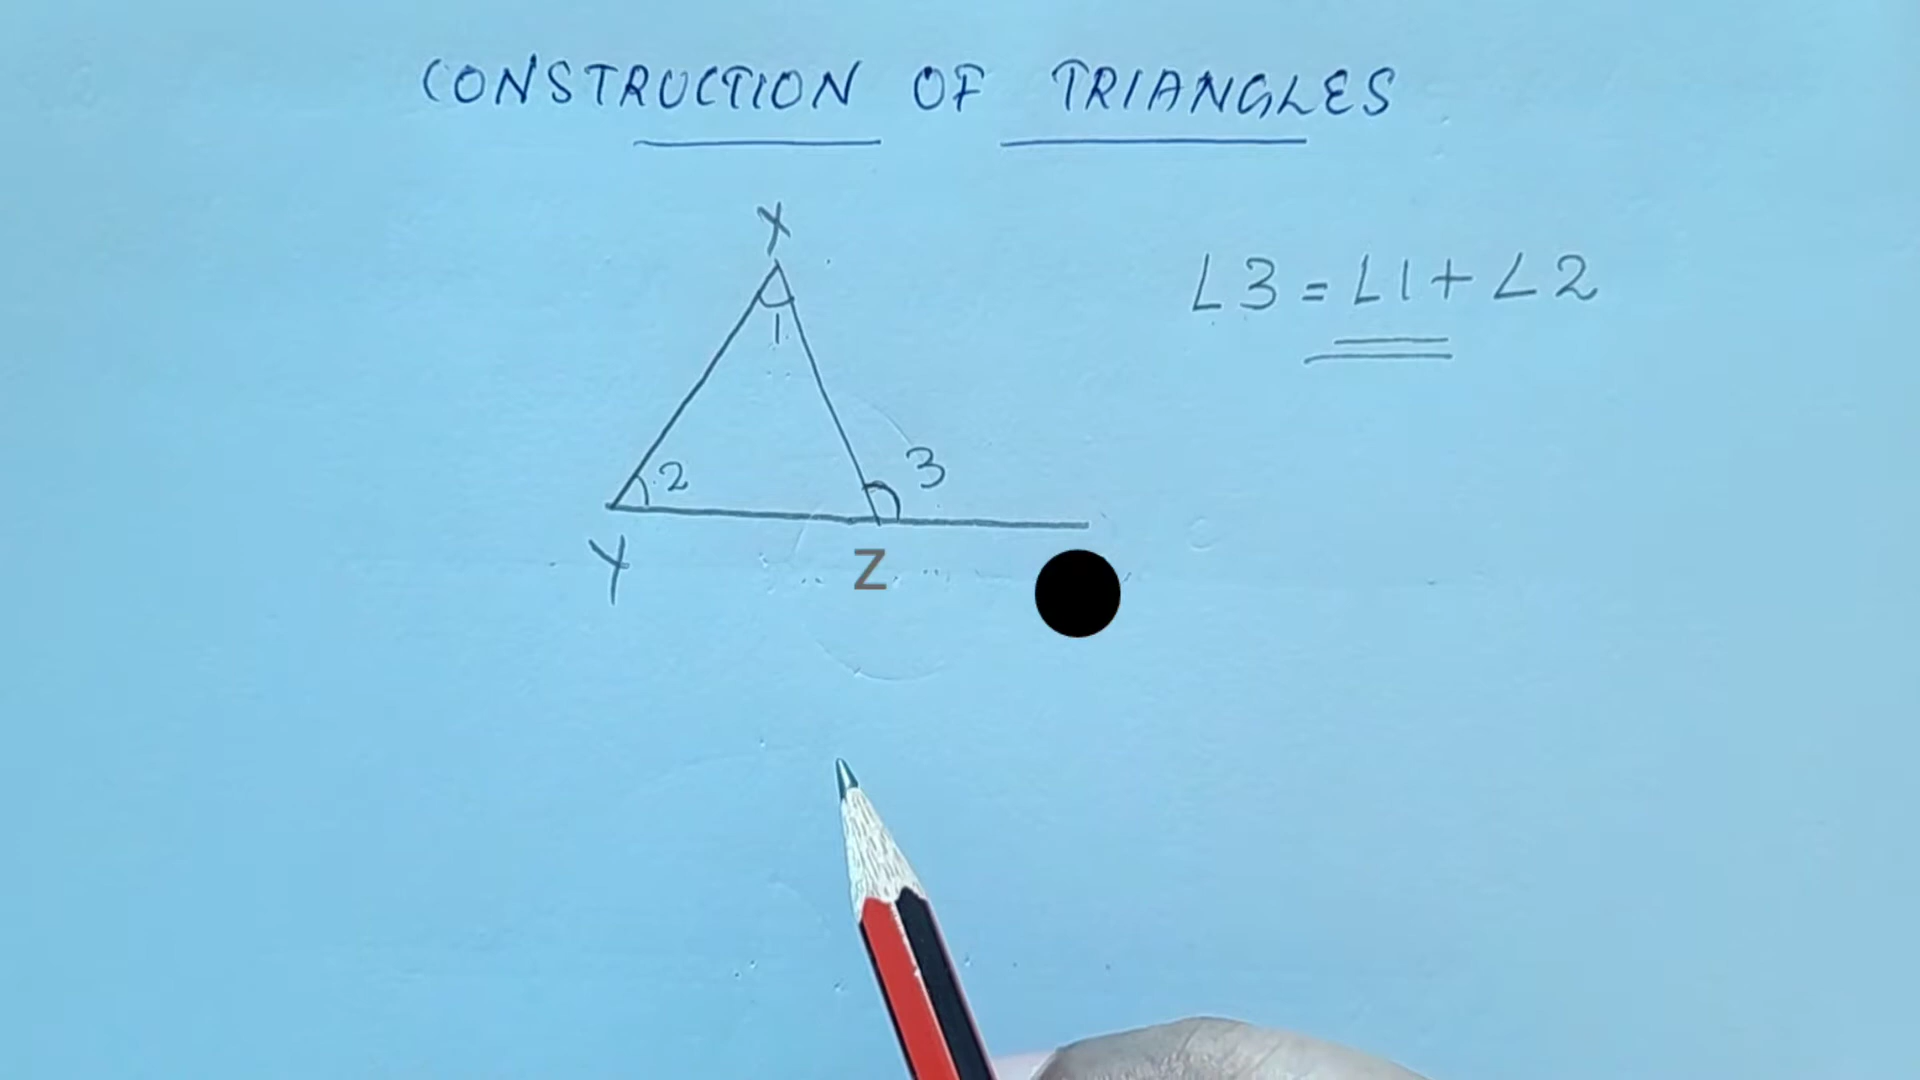 CONSTRUCTION OF TRIANGLES
X
∠3 = ∠1 + ∠2
1
2
3
Y
Z